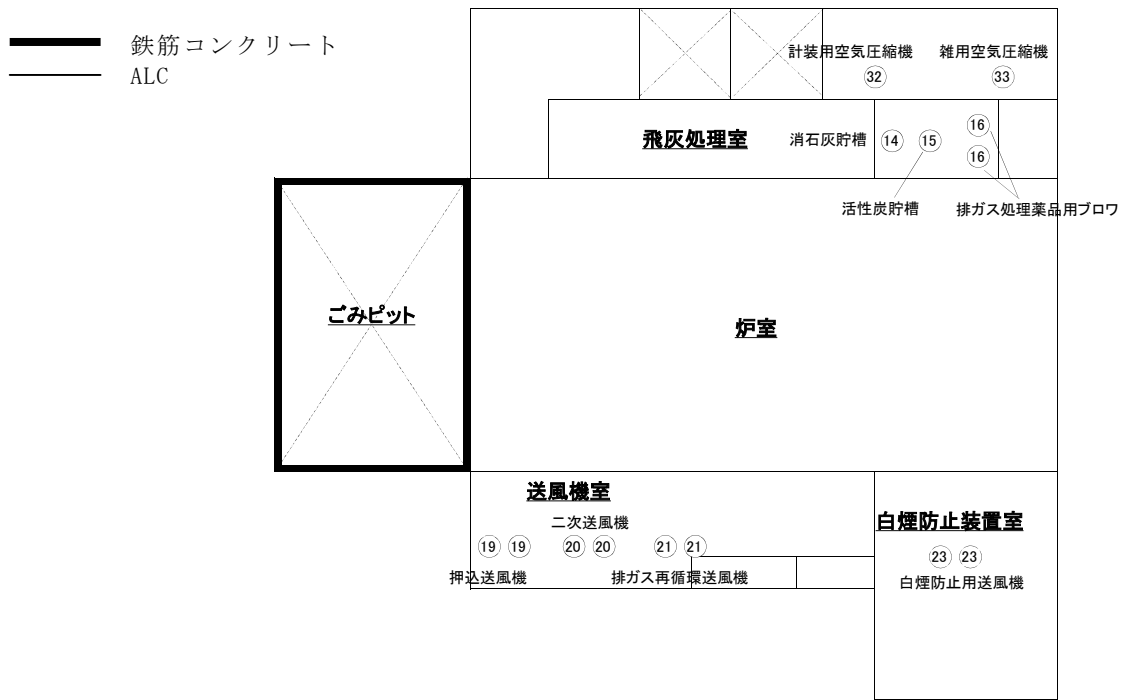 鉄筋コンクリート
ALC
計装用空気圧縮機
雑用空気圧縮機
32
33
飛灰処理室
消石灰貯槽
14
15
16
16
活性炭貯槽
排ガス処理薬品用ブロワ
ごみピット
炉室
送風機室
二次送風機
白煙防止装置室
19
19
20
20
21
21
23
23
押込送風機
排ガス再循環送風機
白煙防止用送風機